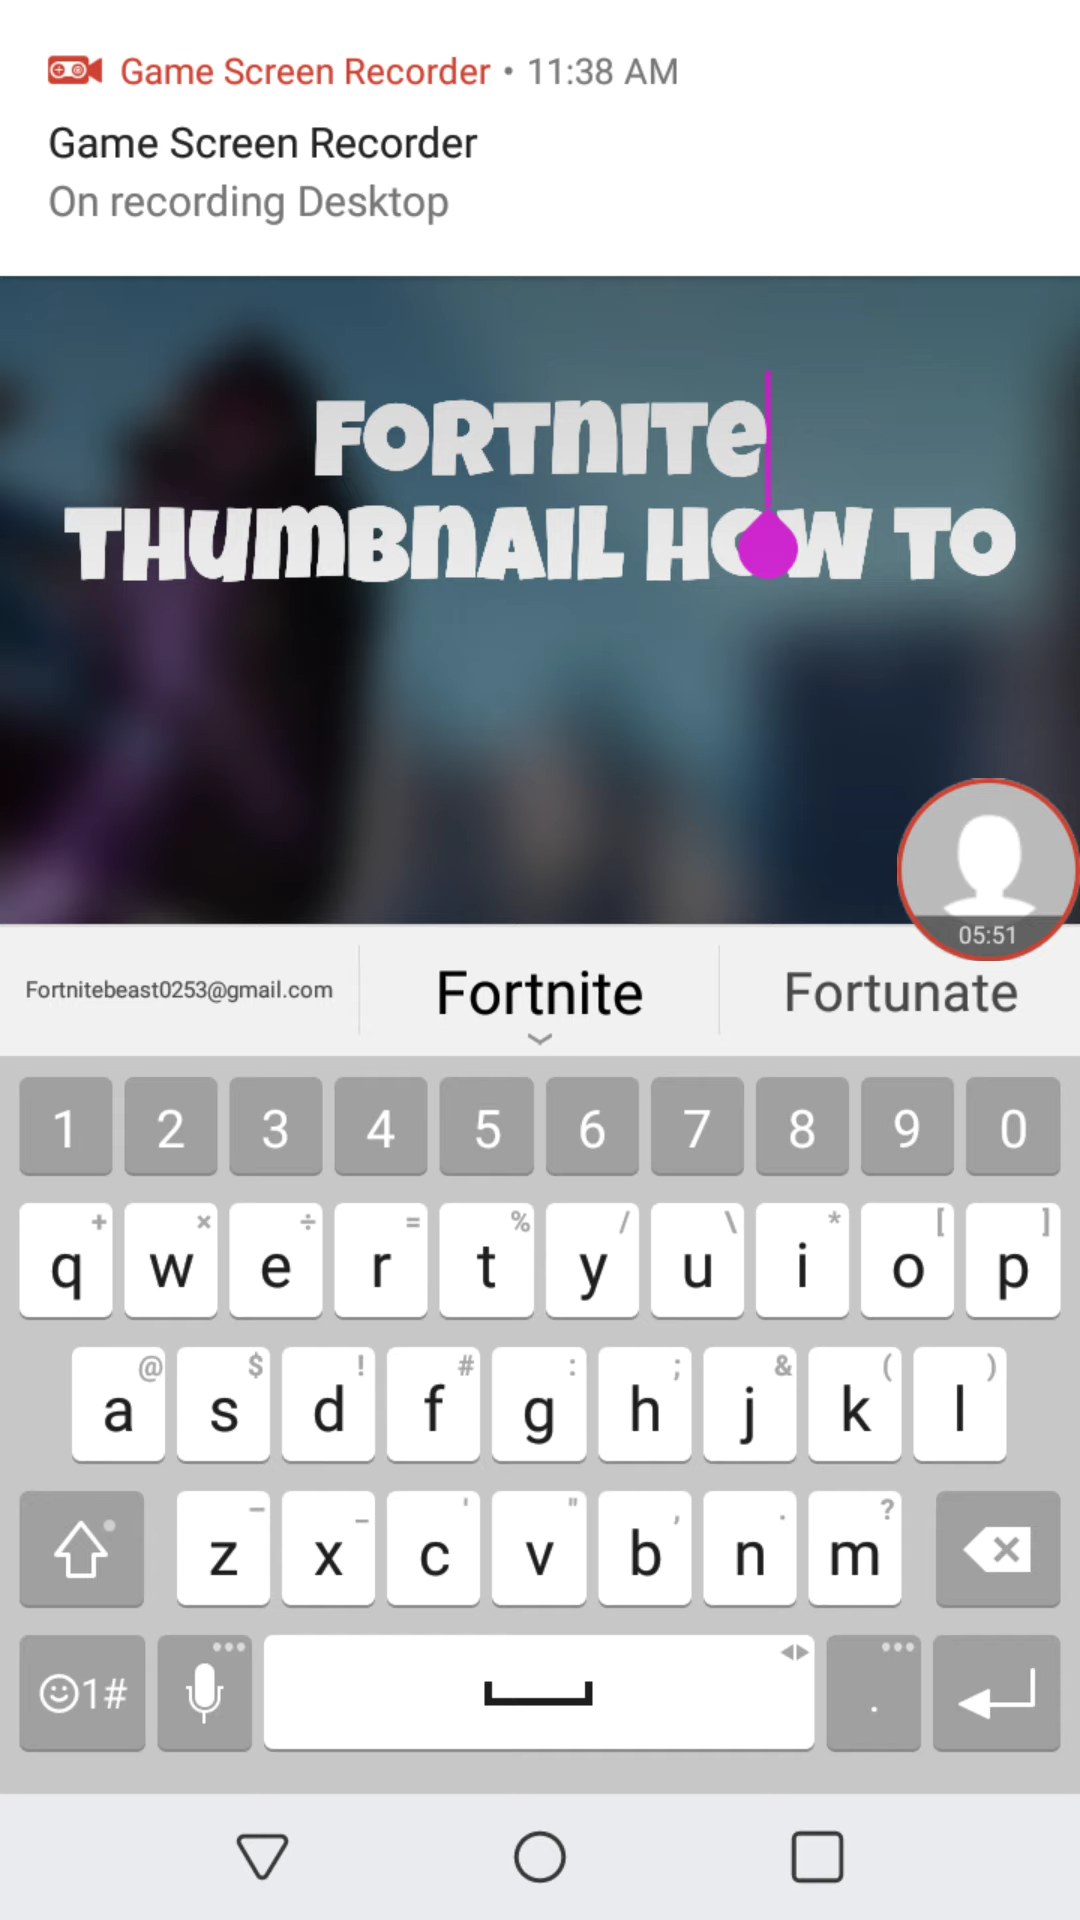 Game Screen Recorder • 11:38 AM
Game Screen Recorder
On recording Desktop
FORTNITE
THUMBNAIL HOW TO
05:51
Fortnitebeast0253@gmail.com Fortnite Fortunate
1 2 3 4 5 6 7 8 9 0
+ × ÷ = % / \ * [ ]
q w e r t y u i o p
@ $ ! # : ; & ( )
a s d f g h j k l
– _ ' " , . ?
z x c v b n m
1# .